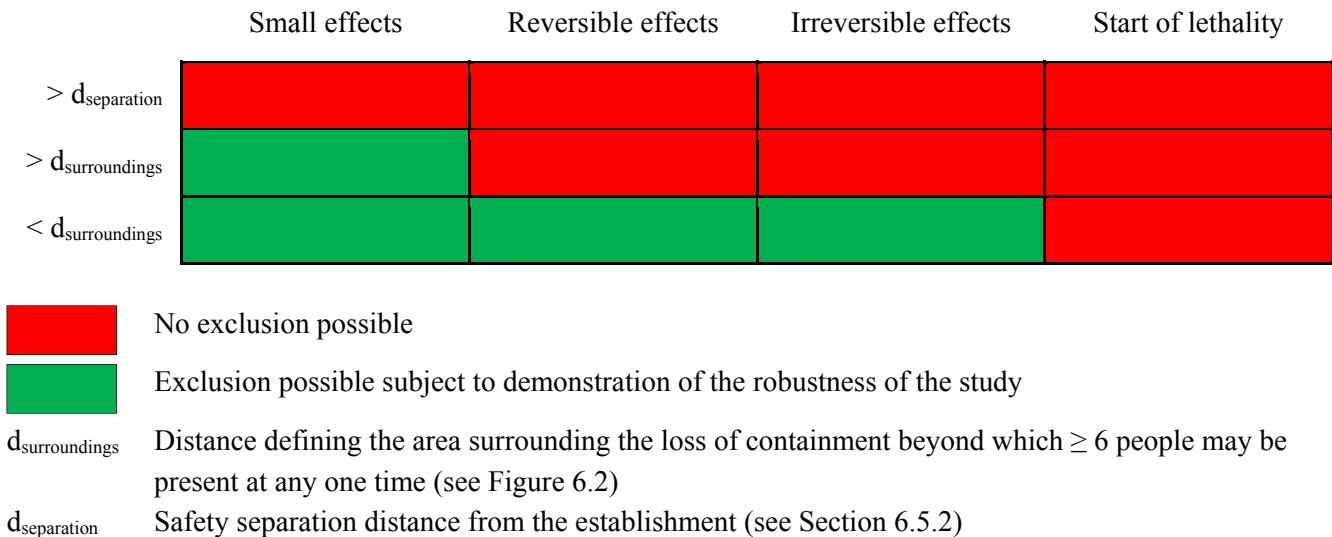 Small effects Reversible effects Irreversible effects Start of lethality
> dseparation
> dsurroundings
< dsurroundings
No exclusion possible
Exclusion possible subject to demonstration of the robustness of the study
dsurroundings Distance defining the area surrounding the loss of containment beyond which ≥ 6 people may be
present at any one time (see Figure 6.2)
dseparation Safety separation distance from the establishment (see Section 6.5.2)